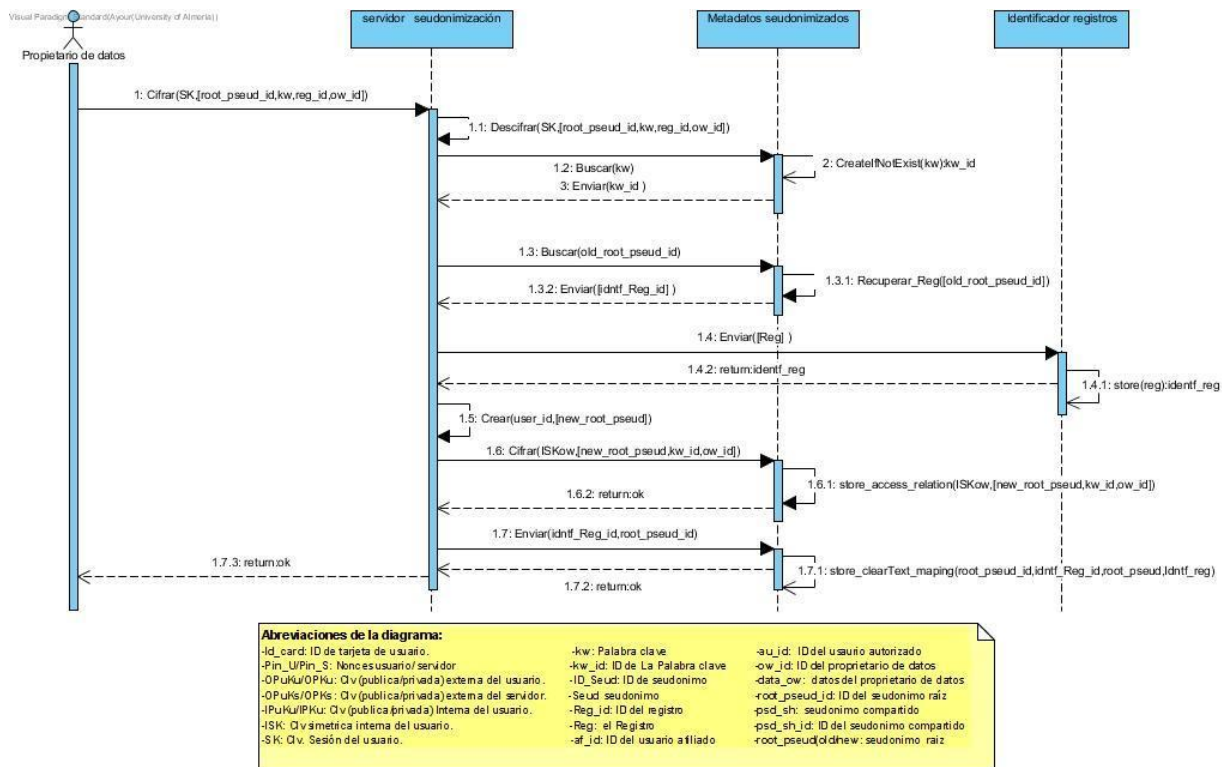 Visual Paradigm Standard(Ayour(University of Almeria))
Propietario de datos
servidor seudonimización
Metadatos seudonimizados
Identificador registros
1: Cifrar(SK,[root_pseud_id,kw,reg_id,ow_id])
1.1: Descifrar(SK,[root_pseud_id,kw,reg_id,ow_id])
1.2: Buscar(kw)
2: CreateIfNotExist(kw):kw_id
3: Enviar(kw_id )
1.3: Buscar(old_root_pseud_id)
1.3.1: Recuperar_Reg([old_root_pseud_id])
1.3.2: Enviar([idntf_Reg_id] )
1.4: Enviar([Reg] )
1.4.2: return:identf_reg
1.4.1: store(reg):identf_reg
1.5: Crear(user_id,[new_root_pseud])
1.6: Cifrar(ISKow,[new_root_pseud,kw_id,ow_id])
1.6.1: store_access_relation(ISKow,[new_root_pseud,kw_id,ow_id])
1.6.2: return:ok
1.7: Enviar(idntf_Reg_id,root_pseud_id)
1.7.3: return:ok
1.7.1: store_clearText_maping(root_pseud_id,idntf_Reg_id,root_pseud,Idntf_reg)
1.7.2: return:ok
Abreviaciones de la diagrama:
-Id_card: ID de tarjeta de usuario.
-Pin_U/Pin_S: Nonces usuario/ servidor
-OPuKu/OPKu: Clv (publica/privada) externa del usuario.
-OPuKs/OPKs: Clv (publica/privada) externa del servidor.
-IPuKu/IPKu: Clv (publica/privada) Interna del usuario.
-ISK: Clv simetrica interna del usuario.
-SK: Clv. Sesión del usuario.
-kw: Palabra clave
-kw_id: ID de La Palabra clave
-ID_Seud: ID de seudonimo
-Seud seudonimo
-Reg_id: ID del registro
-Reg: el Registro
-af_id: ID del usuario afiliado
-au_id: ID del usaurio autorizado
-ow_id: ID del proprietario de datos
-data_ow: datos del proprietario de datos
-root_pseud_id: ID del seudonimo raíz
-psd_sh: seudonimo compartido
-psd_sh_id: ID del seudonimo compartido
-root_pseud(old/new: seudonimo raiz